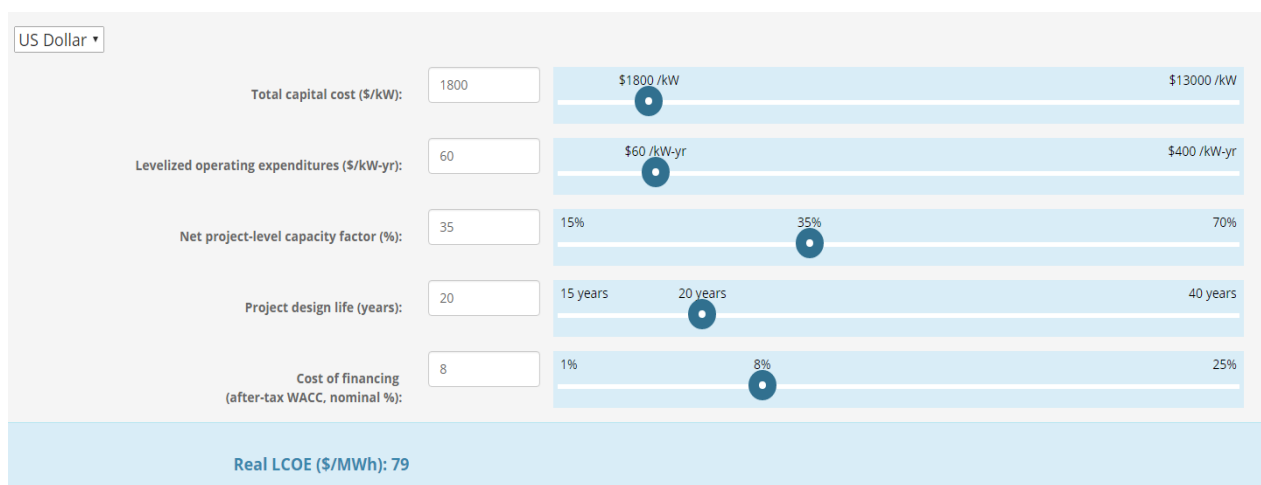 US Dollar
Total capital cost ($/kW): 1800 $1800 /kW $13000 /kW
Levelized operating expenditures ($/kW-yr): 60 $60 /kW-yr $400 /kW-yr
Net project-level capacity factor (%): 35 15% 35% 70%
Project design life (years): 20 15 years 20 years 40 years
Cost of financing 8 1% 8% 25%
(after-tax WACC, nominal %):
Real LCOE ($/MWh): 79